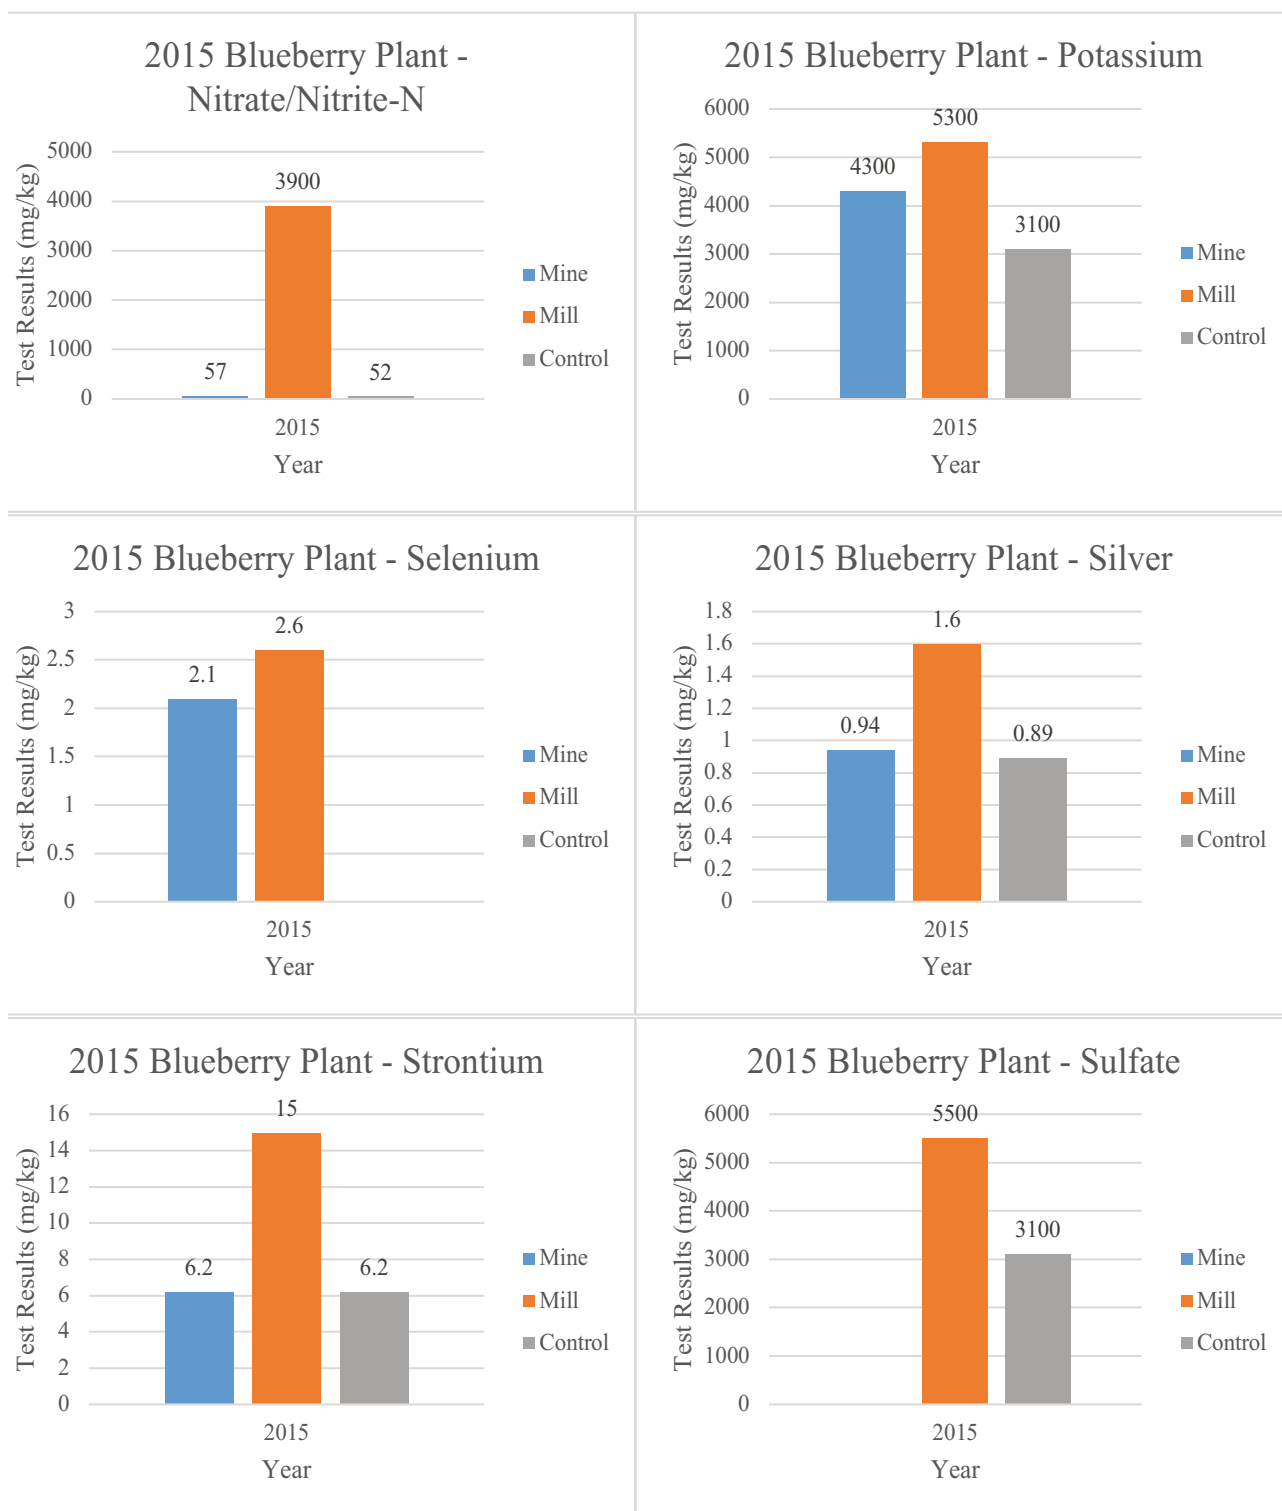 2015 Blueberry Plant -
Nitrate/Nitrite-N
Test Results (mg/kg)
5000
4000
3000
2000
1000
0
57
3900
52
2015
Year
Mine
Mill
Control
2015 Blueberry Plant - Potassium
Test Results (mg/kg)
6000
5000
4000
3000
2000
1000
0
4300
5300
3100
2015
Year
Mine
Mill
Control
2015 Blueberry Plant - Selenium
Test Results (mg/kg)
3
2.5
2
1.5
1
0.5
0
2.1
2.6
2015
Year
Mine
Mill
Control
2015 Blueberry Plant - Silver
Test Results (mg/kg)
1.8
1.6
1.4
1.2
1
0.8
0.6
0.4
0.2
0
0.94
1.6
0.89
2015
Year
Mine
Mill
Control
2015 Blueberry Plant - Strontium
Test Results (mg/kg)
16
14
12
10
8
6
4
2
0
6.2
15
6.2
2015
Year
Mine
Mill
Control
2015 Blueberry Plant - Sulfate
Test Results (mg/kg)
6000
5000
4000
3000
2000
1000
0
5500
3100
2015
Year
Mine
Mill
Control